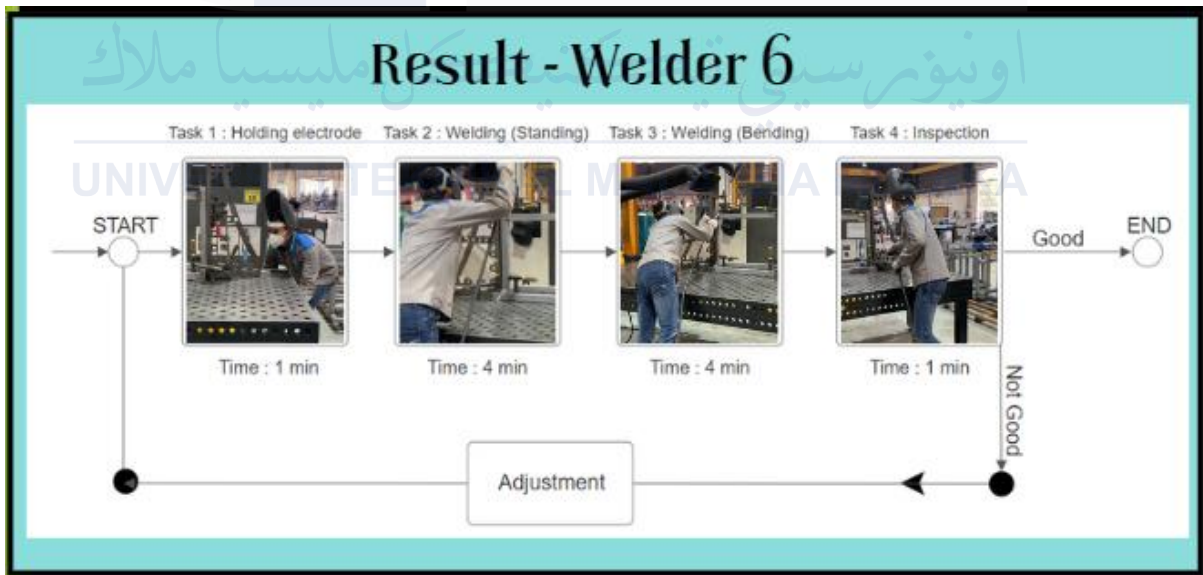 Result - Welder 6
Task 1 : Holding electrode
Task 2 : Welding (Standing)
Task 3 : Welding (Bending)
Task 4 : Inspection
START
Good
END
Time : 1 min
Time : 4 min
Time : 4 min
Time : 1 min
Not Good
Adjustment